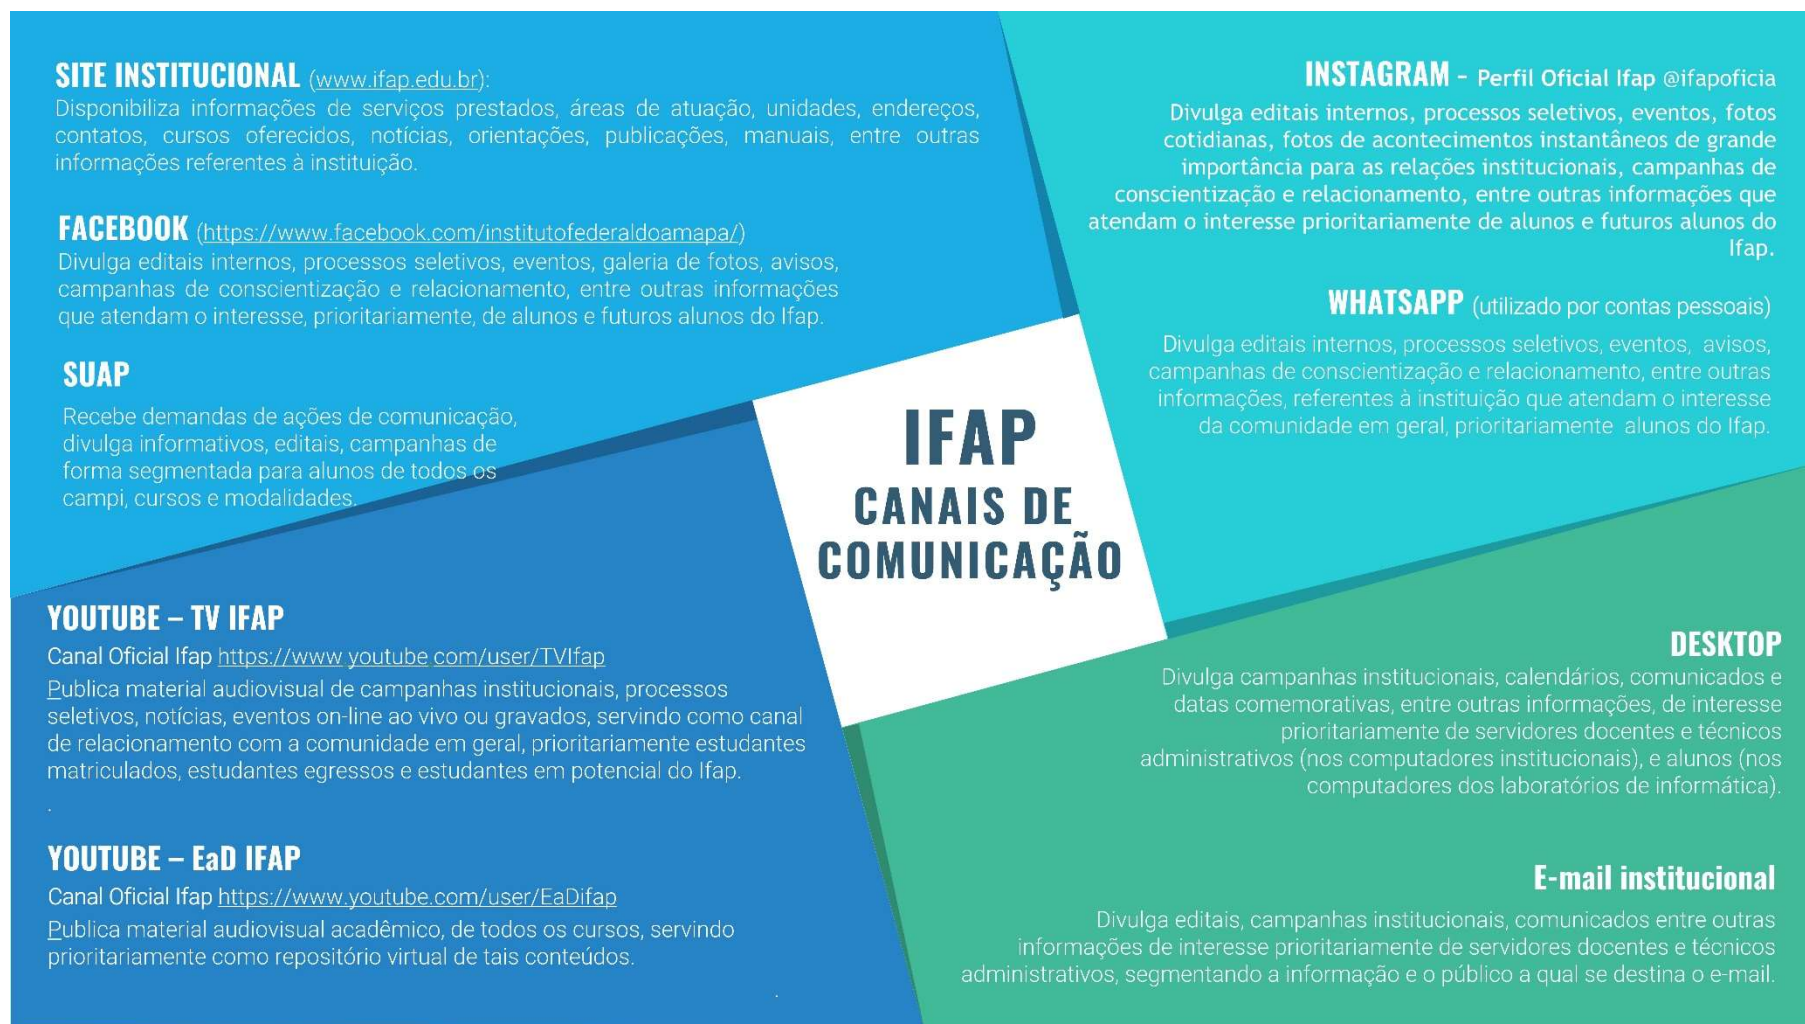 SITE INSTITUCIONAL (www.ifap.edu.br):
Disponibiliza informações de serviços prestados, áreas de atuação, unidades, endereços,
contatos, cursos oferecidos, notícias, orientações, publicações, manuais, entre outras
informações referentes à instituição.
FACEBOOK (https://www.facebook.com/institutofederaldoamapa/)
Divulga editais internos, processos seletivos, eventos, galeria de fotos, avisos,
campanhas de conscientização e relacionamento, entre outras informações
que atendam o interesse, prioritariamente, de alunos e futuros alunos do Ifap.
SUAP
Recebe demandas de ações de comunicação,
divulga informativos, editais, campanhas de
forma segmentada para alunos de todos os
campi, cursos e modalidades.
INSTAGRAM - Perfil Oficial Ifap @ifapoficia
Divulga editais internos, processos seletivos, eventos, fotos
cotidianas, fotos de acontecimentos instantâneos de grande
importância para as relações institucionais, campanhas de
conscientização e relacionamento, entre outras informações que
atendam o interesse prioritariamente de alunos e futuros alunos do
Ifap.
WHATSAPP (utilizado por contas pessoais)
Divulga editais internos, processos seletivos, eventos, avisos,
campanhas de conscientização e relacionamento, entre outras
informações, referentes à instituição que atendam o interesse
da comunidade em geral, prioritariamente alunos do Ifap.
IFAP
CANAIS DE
COMUNICAÇÃO
YOUTUBE – TV IFAP
Canal Oficial Ifap https://www.youtube.com/user/TVIfap
Publica material audiovisual de campanhas institucionais, processos
seletivos, notícias, eventos on-line ao vivo ou gravados, servindo como canal
de relacionamento com a comunidade em geral, prioritariamente estudantes
matriculados, estudantes egressos e estudantes em potencial do Ifap.
.
YOUTUBE – EaD IFAP
Canal Oficial Ifap https://www.youtube.com/user/EaDifap
Publica material audiovisual acadêmico, de todos os cursos, servindo
prioritariamente como repositório virtual de tais conteúdos.
.
DESKTOP
Divulga campanhas institucionais, calendários, comunicados e
datas comemorativas, entre outras informações, de interesse
prioritariamente de servidores docentes e técnicos
administrativos (nos computadores institucionais), e alunos (nos
computadores dos laboratórios de informática).
E-mail institucional
Divulga editais, campanhas institucionais, comunicados entre outras
informações de interesse prioritariamente de servidores docentes e técnicos
administrativos, segmentando a informação e o público a qual se destina o e-mail.